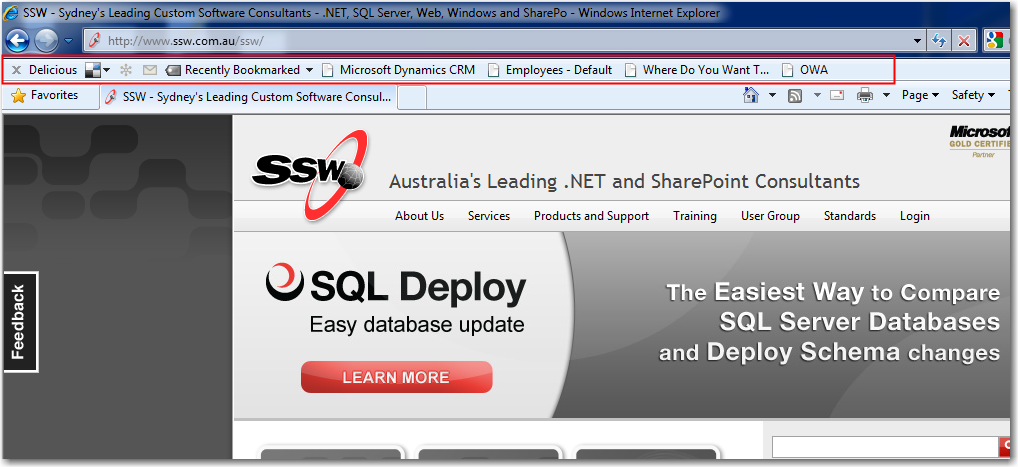 SSW - Sydney's Leading Custom Software Consultants - .NET, SQL Server, Web, Windows and SharePo - Windows Internet Explorer
http://www.ssw.com.au/ssw/
Delicious Recently Bookmarked Microsoft Dynamics CRM Employees - Default Where Do You Want T... OWA
Favorites SSW - Sydney's Leading Custom Software Consul... Page Safety
Microsof
GOLD CERTIFIE
Partner
SSW
Australia's Leading .NET and SharePoint Consultants
About Us Services Products and Support Training User Group Standards Login
SQL Deploy
Easy database update
LEARN MORE
The Easiest Way to Compare
SQL Server Databases
and Deploy Schema changes
Feedback